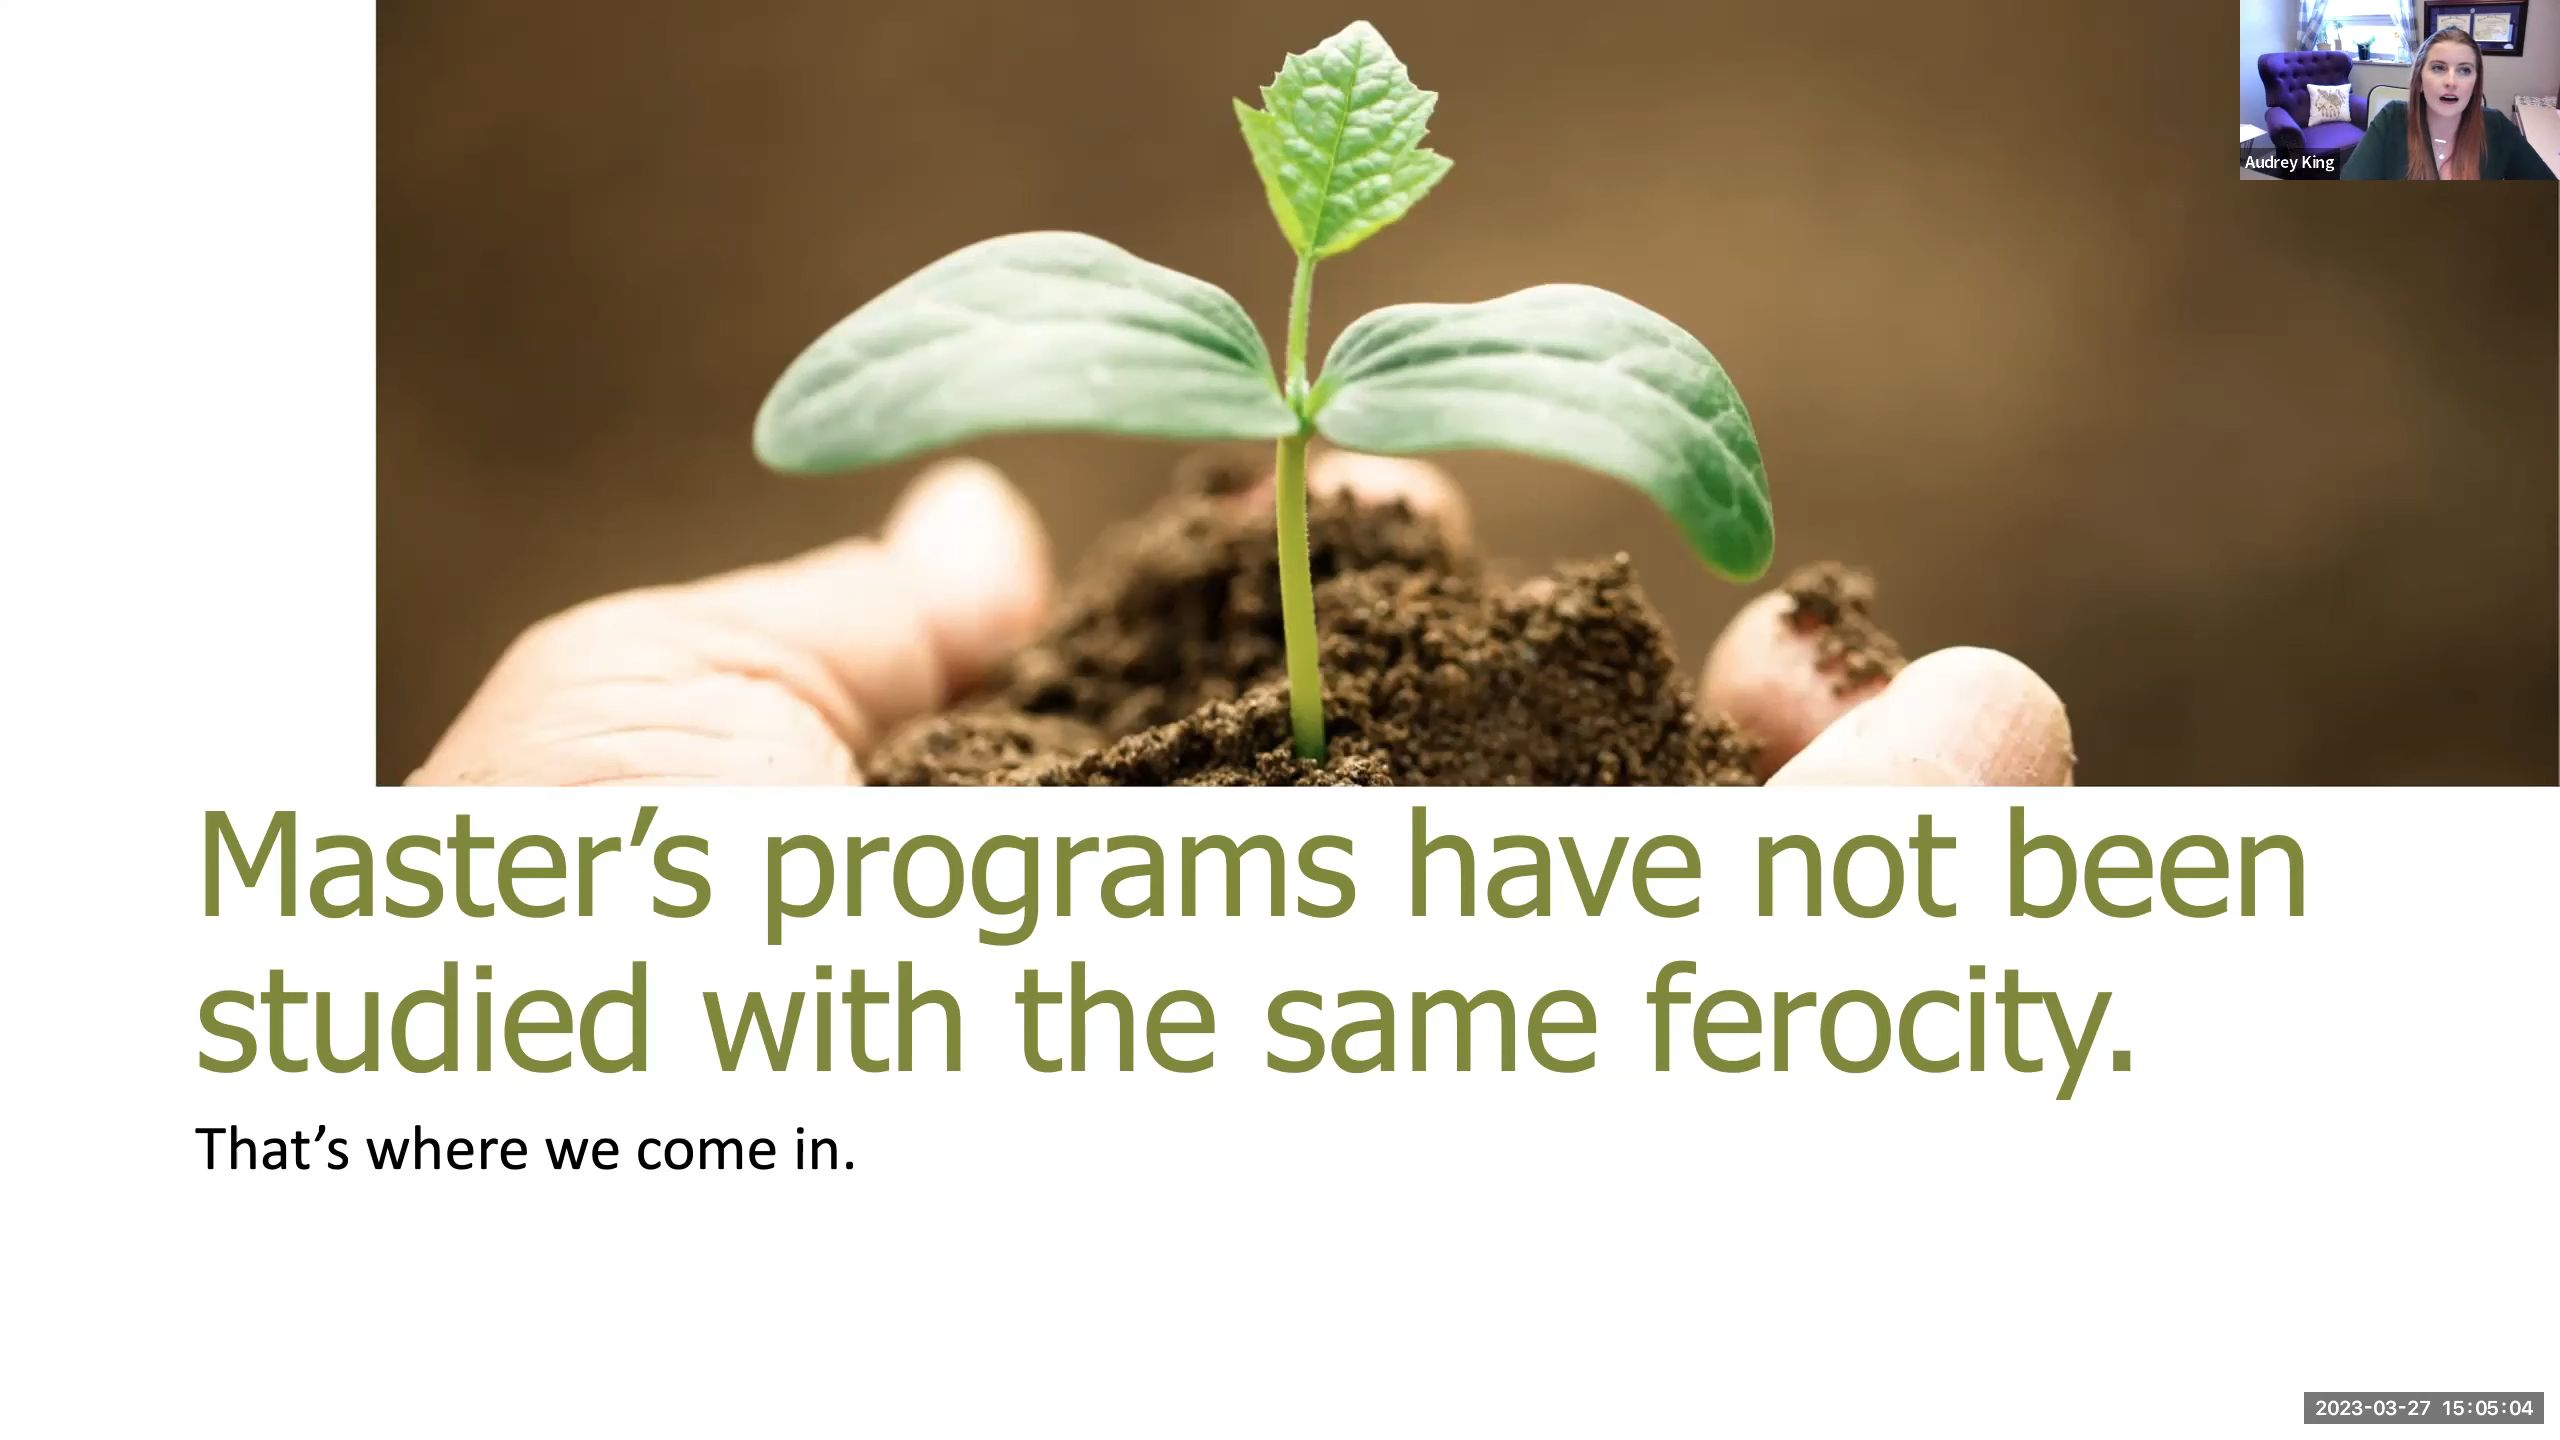 Audrey King
Master’s programs have not been
studied with the same ferocity.
That’s where we come in.
2023-03-27 15:05:04